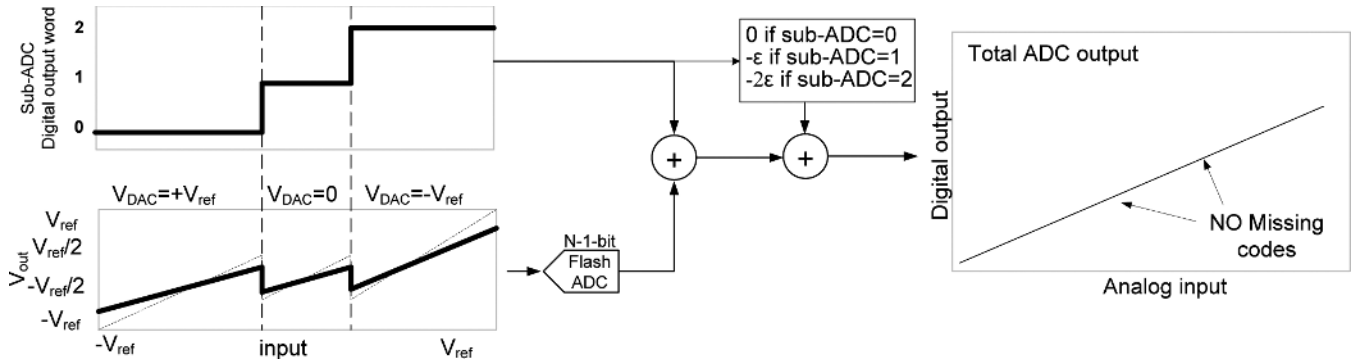 Sub-ADC
Digital output word
2
1
0
0 if sub-ADC=0
-ε if sub-ADC=1
-2ε if sub-ADC=2
+
+
Total ADC output
Digital output
NO Missing
codes
Analog input
V_DAC=+V_ref
V_DAC=0
V_DAC=-V_ref
V_out
V_ref
V_ref/2
-V_ref/2
-V_ref
-V_ref
input
V_ref
N-1-bit
Flash
ADC